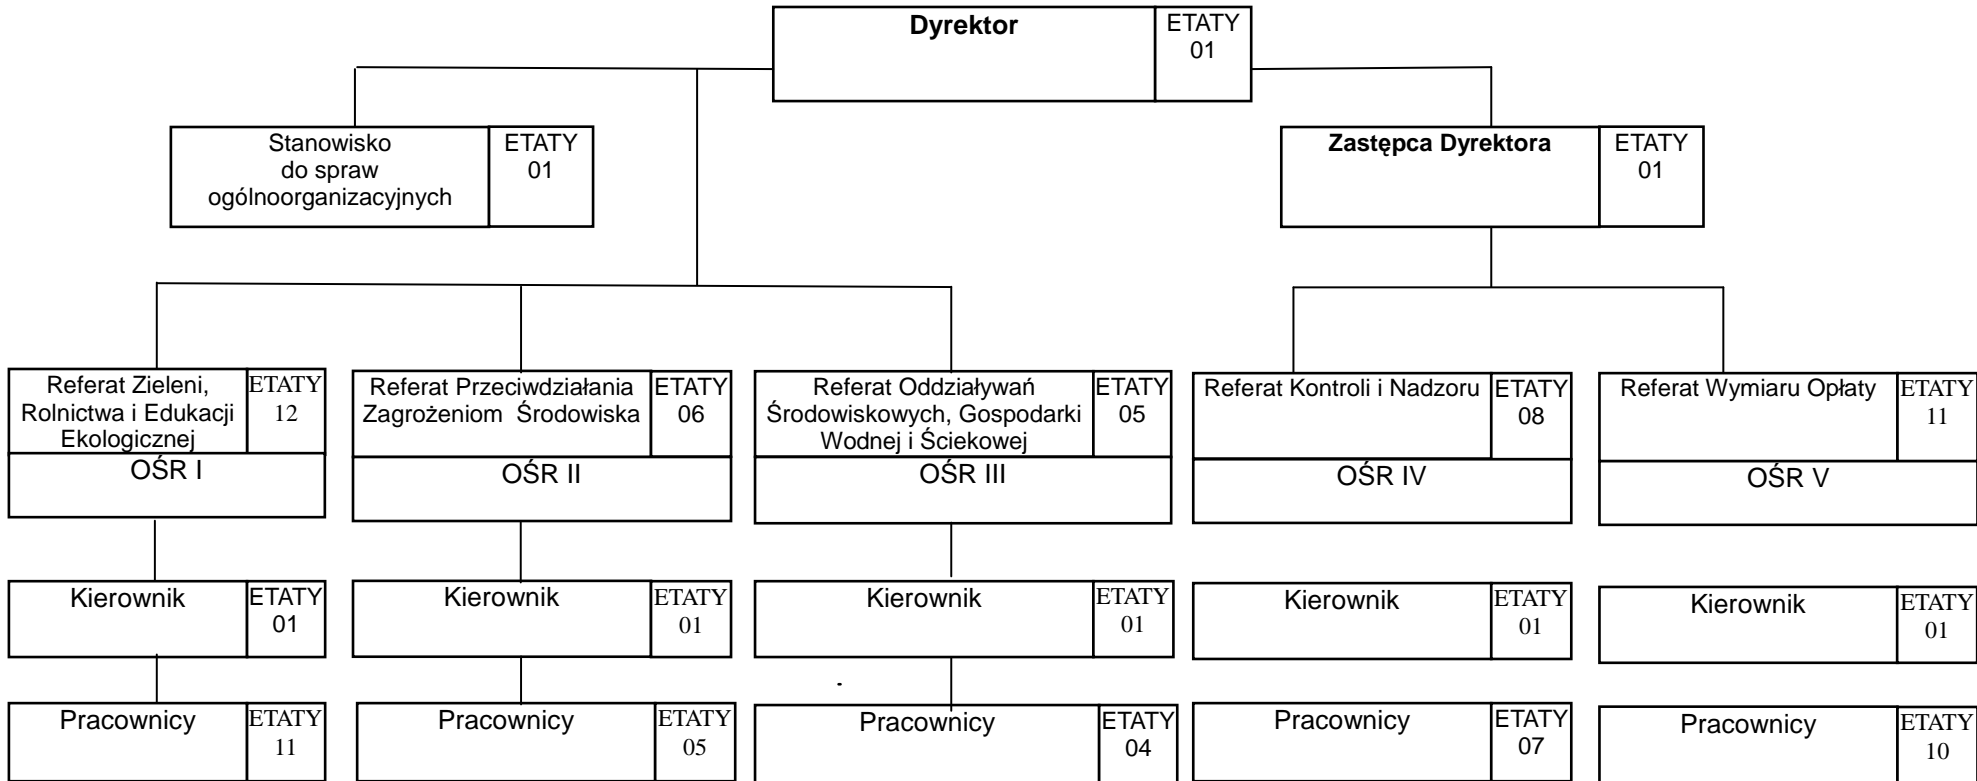 Dyrektor
ETATY
01
Stanowisko
do spraw
ogólnoorganizacyjnych
ETATY
01
Zastępca Dyrektora
ETATY
01
Referat Zieleni,
Rolnictwa i Edukacji
Ekologicznej
ETATY
12
OŚR I
Referat Przeciwdziałania
Zagrożeniom Środowiska
ETATY
06
OŚR II
Referat Oddziaływań
Środowiskowych, Gospodarki
Wodnej i Ściekowej
ETATY
05
OŚR III
Referat Kontroli i Nadzoru
ETATY
08
OŚR IV
Referat Wymiaru Opłaty
ETATY
11
OŚR V
Kierownik
ETATY
01
Kierownik
ETATY
01
Kierownik
ETATY
01
Kierownik
ETATY
01
Kierownik
ETATY
01
Pracownicy
ETATY
11
Pracownicy
ETATY
05
Pracownicy
ETATY
04
Pracownicy
ETATY
07
Pracownicy
ETATY
10